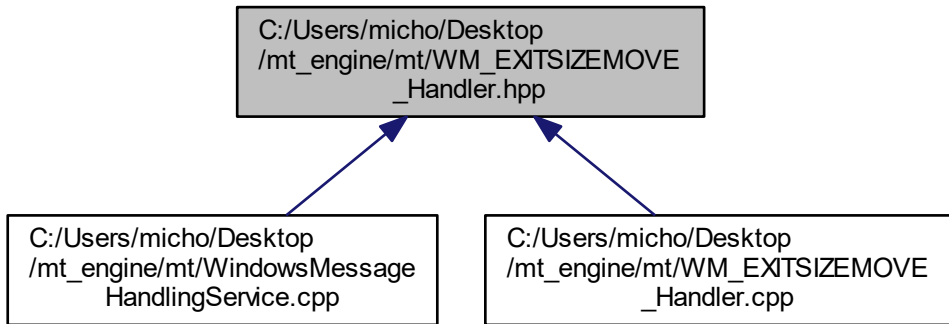 C:/Users/micho/Desktop
/mt_engine/mt/WM_EXITSIZEMOVE
_Handler.hpp
C:/Users/micho/Desktop
/mt_engine/mt/WindowsMessage
HandlingService.cpp
C:/Users/micho/Desktop
/mt_engine/mt/WM_EXITSIZEMOVE
_Handler.cpp